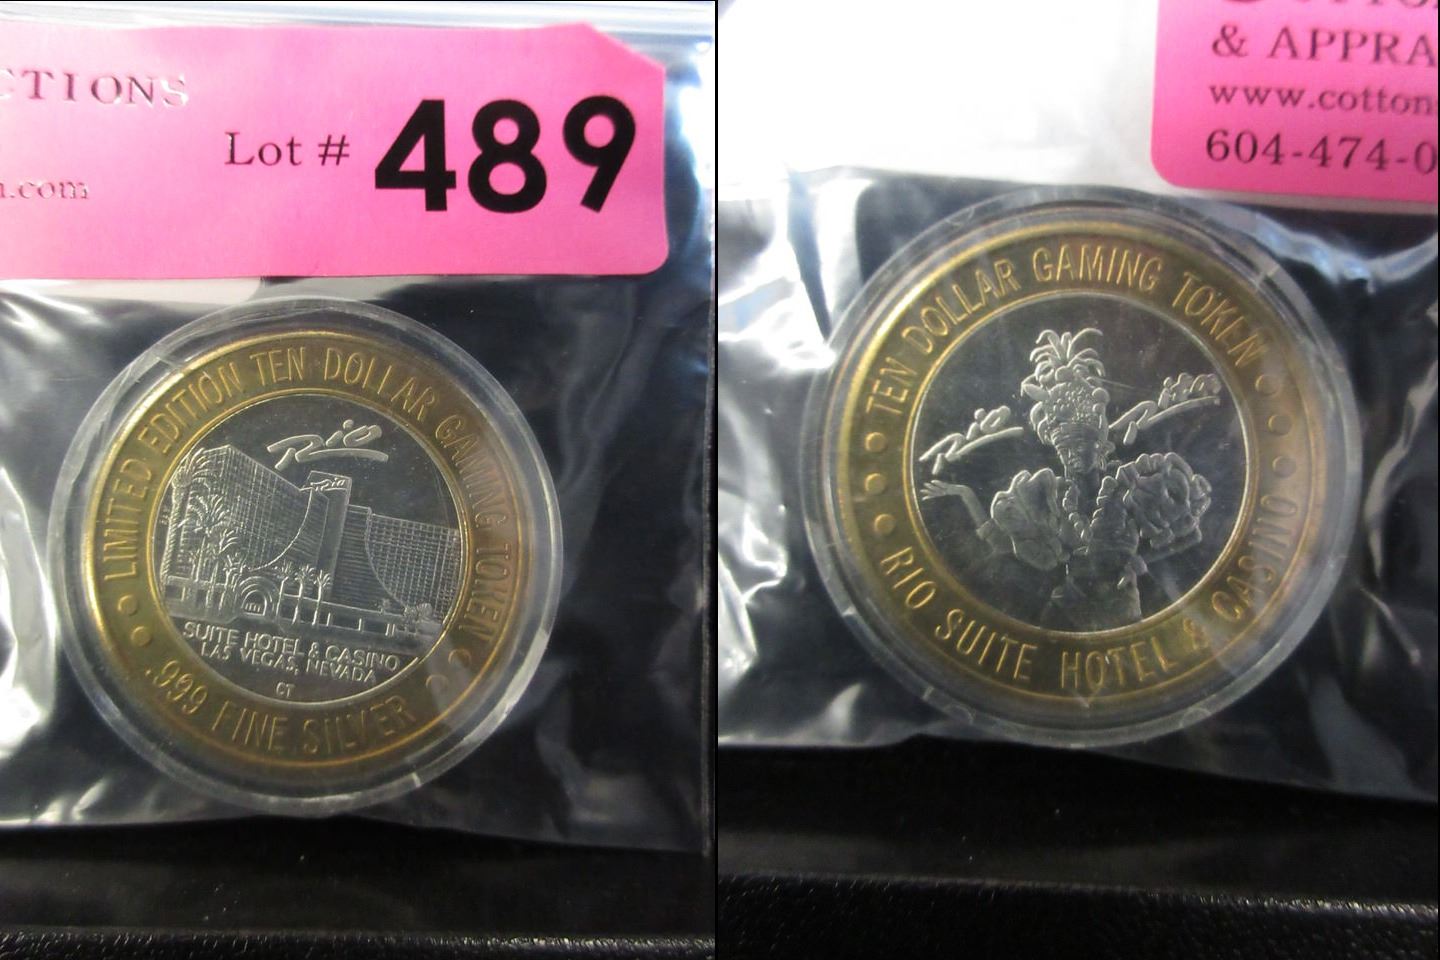 CTIONS
Lot # 489
.com
LIMITED EDITION TEN DOLLAR GAMING TOKEN
Rio
Rio
SUITE HOTEL & CASINO
LAS VEGAS, NEVADA
CT
.999 FINE SILVER
& APPRA
www.cotton
604-474-0
TEN DOLLAR GAMING TOKEN
Rio Rita
RIO SUITE HOTEL & CASINO